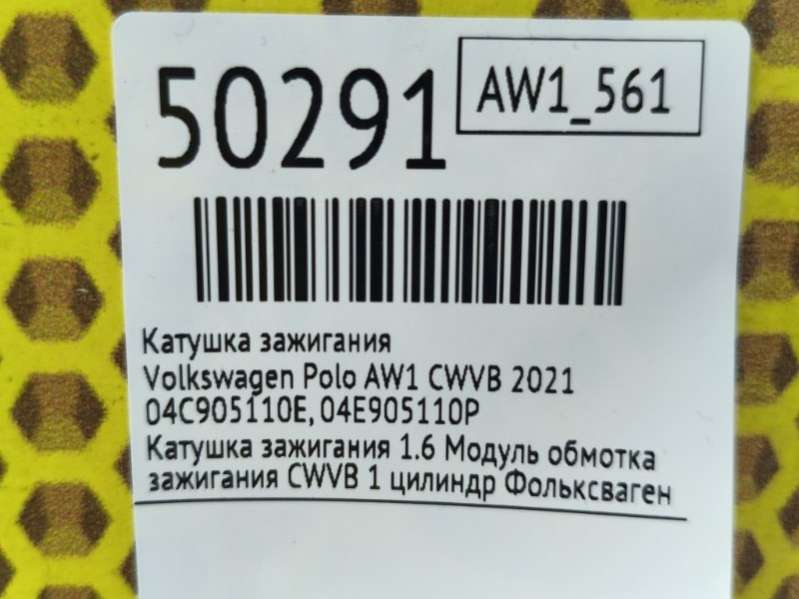 50291
AW1_561
Катушка зажигания
Volkswagen Polo AW1 CWVB 2021
04C905110E, 04E905110P
Катушка зажигания 1.6 Модуль обмотка
зажигания CWVB 1 цилиндр Фольксваген